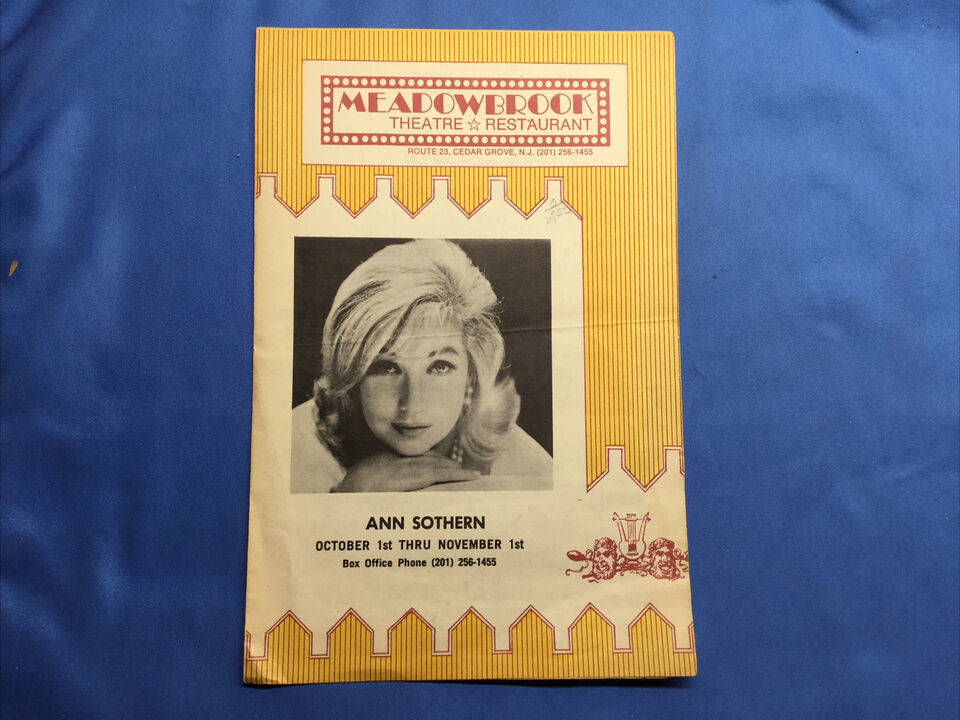 MEADOWBROOK
THEATRE ☆ RESTAURANT
ROUTE 23, CEDAR GROVE, N.J. (201) 256-1455
ANN SOTHERN
OCTOBER 1st THRU NOVEMBER 1st
Box Office Phone (201) 256-1455